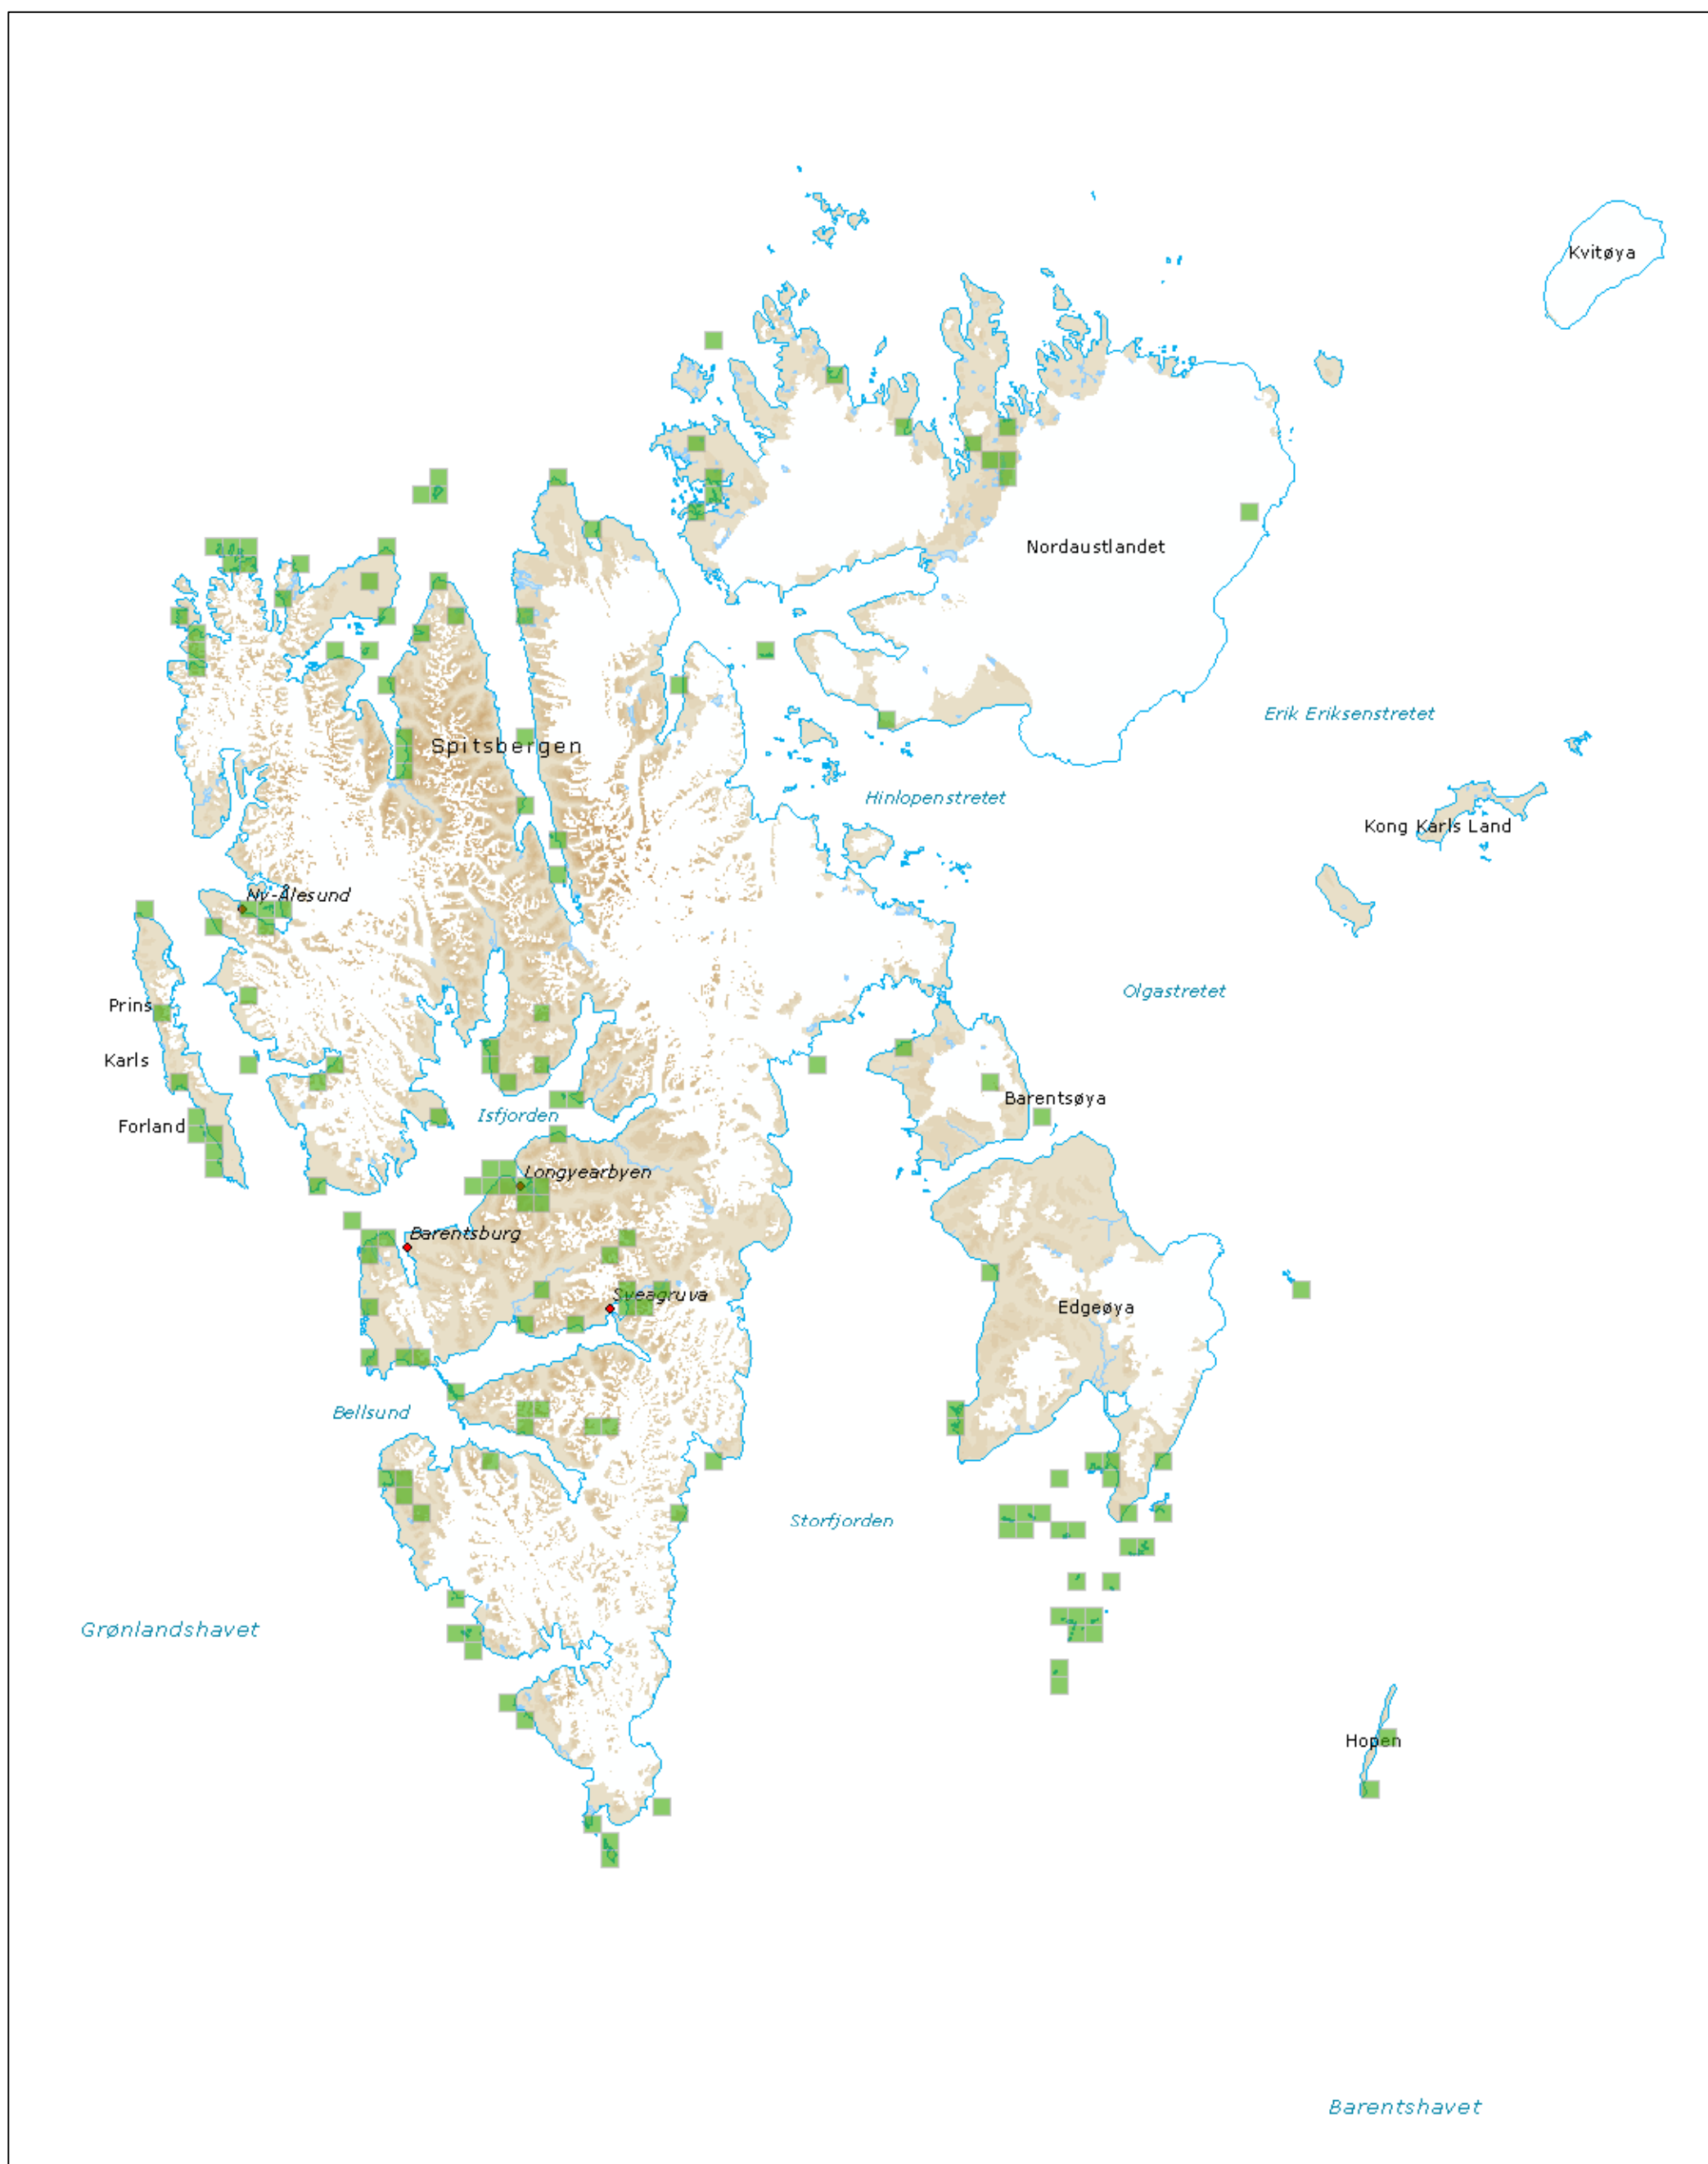 Kvitøya
Nordaustlandet
Erik Eriksenstretet
Spitsbergen
Hinlopenstretet
Kong Karls Land
Ny-Ålesund
Olgastretet
Prins
Karls
Barentsøya
Isfjorden
Forland
Longyearbyen
Barentsburg
Sveagruva
Edgeøya
Bellsund
Storfjorden
Grønlandshavet
Hopen
Barentshavet